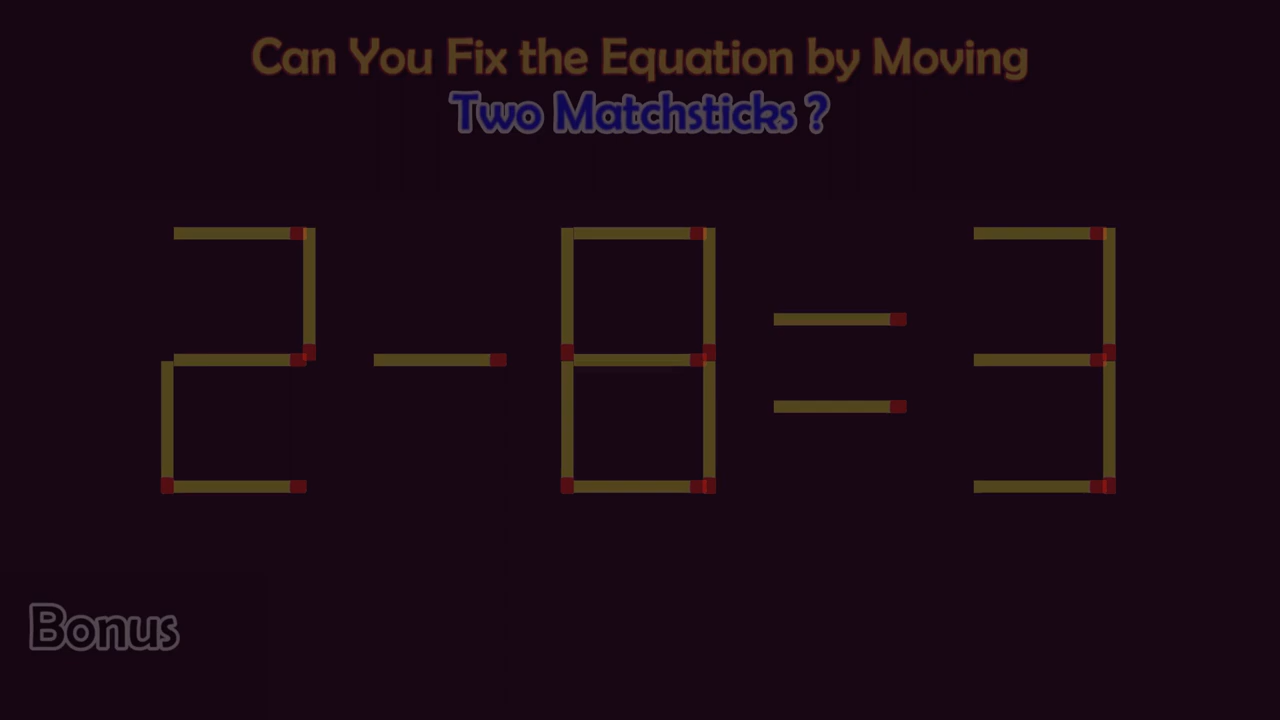 Can You Fix the Equation by Moving
Two Matchsticks ?
2 - 8 = 3
Bonus